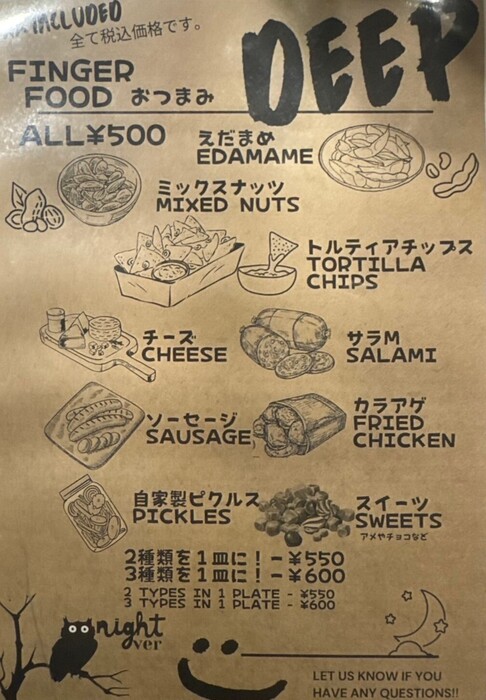 INCLUDED
全て税込価格です。
DEEP
FINGER
FOOD おつまみ
ALL¥500
えだまめ
EDAMAME
ミックスナッツ
MIXED NUTS
トルティアチップス
TORTILLA
CHIPS
チーズ
CHEESE
サラM
SALAMI
ソーセージ
SAUSAGE
カラアゲ
FRIED
CHICKEN
自家製ピクルス
PICKLES
スイーツ
SWEETS
アメやチョコなど
2種類を1皿に!-¥550
3種類を1皿に!-¥600
2 TYPES IN 1 PLATE - ¥550
3 TYPES IN 1 PLATE - ¥600
night
ver
LET US KNOW IF YOU
HAVE ANY QUESTIONS!!